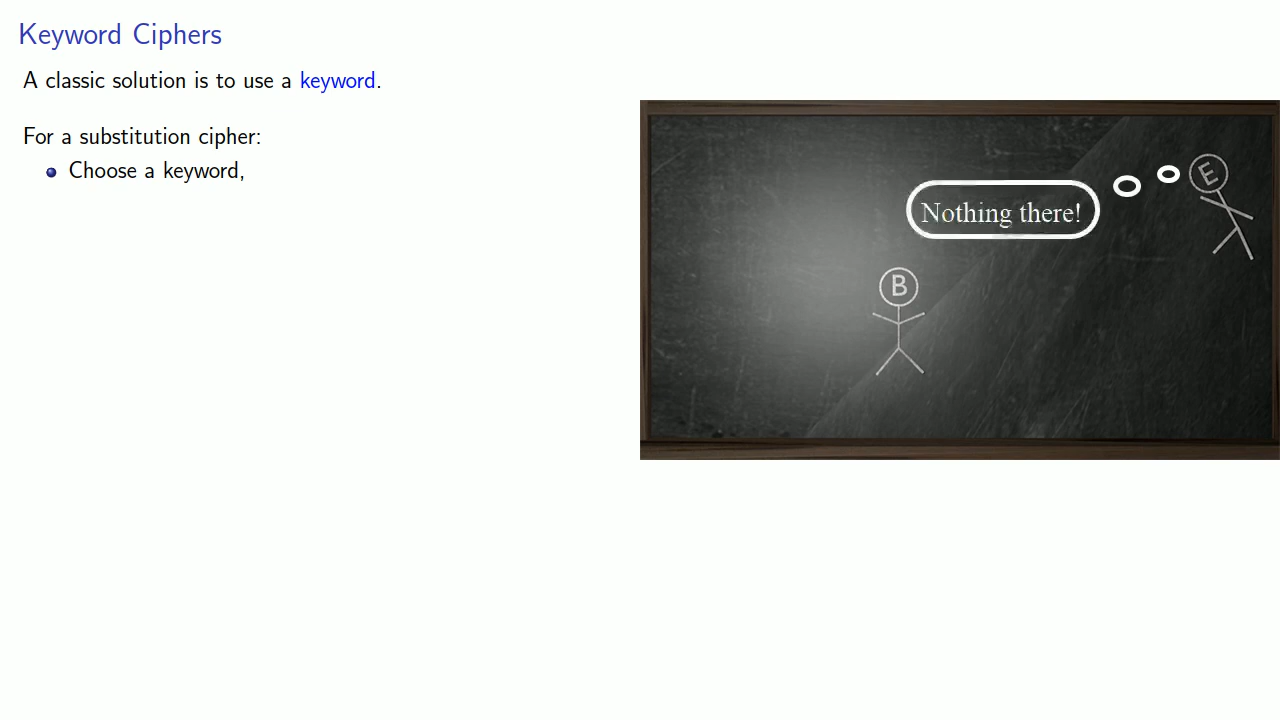 Keyword Ciphers
A classic solution is to use a keyword.
For a substitution cipher:
Choose a keyword,
Nothing there!
E
B